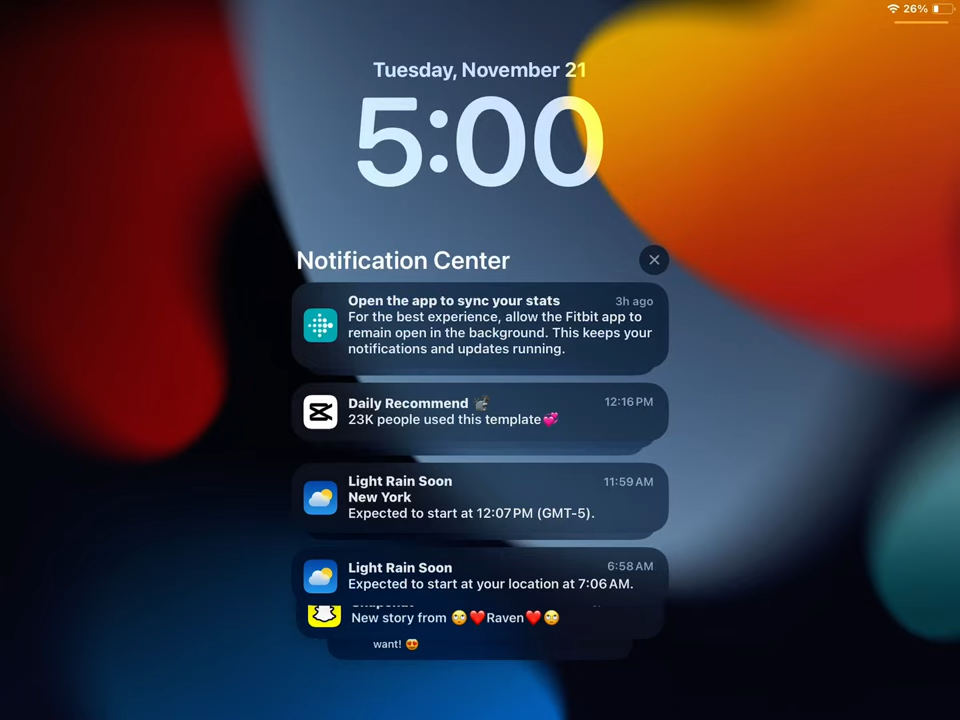 26%
Tuesday, November 21
5:00
Notification Center
Open the app to sync your stats 3h ago
For the best experience, allow the Fitbit app to
remain open in the background. This keeps your
notifications and updates running.
Daily Recommend 12:16 PM
23K people used this template💞
Light Rain Soon 11:59 AM
New York
Expected to start at 12:07 PM (GMT-5).
Light Rain Soon 6:58 AM
Expected to start at your location at 7:06 AM.
New story from 🙄❤️Raven❤️🙄
want! 😍